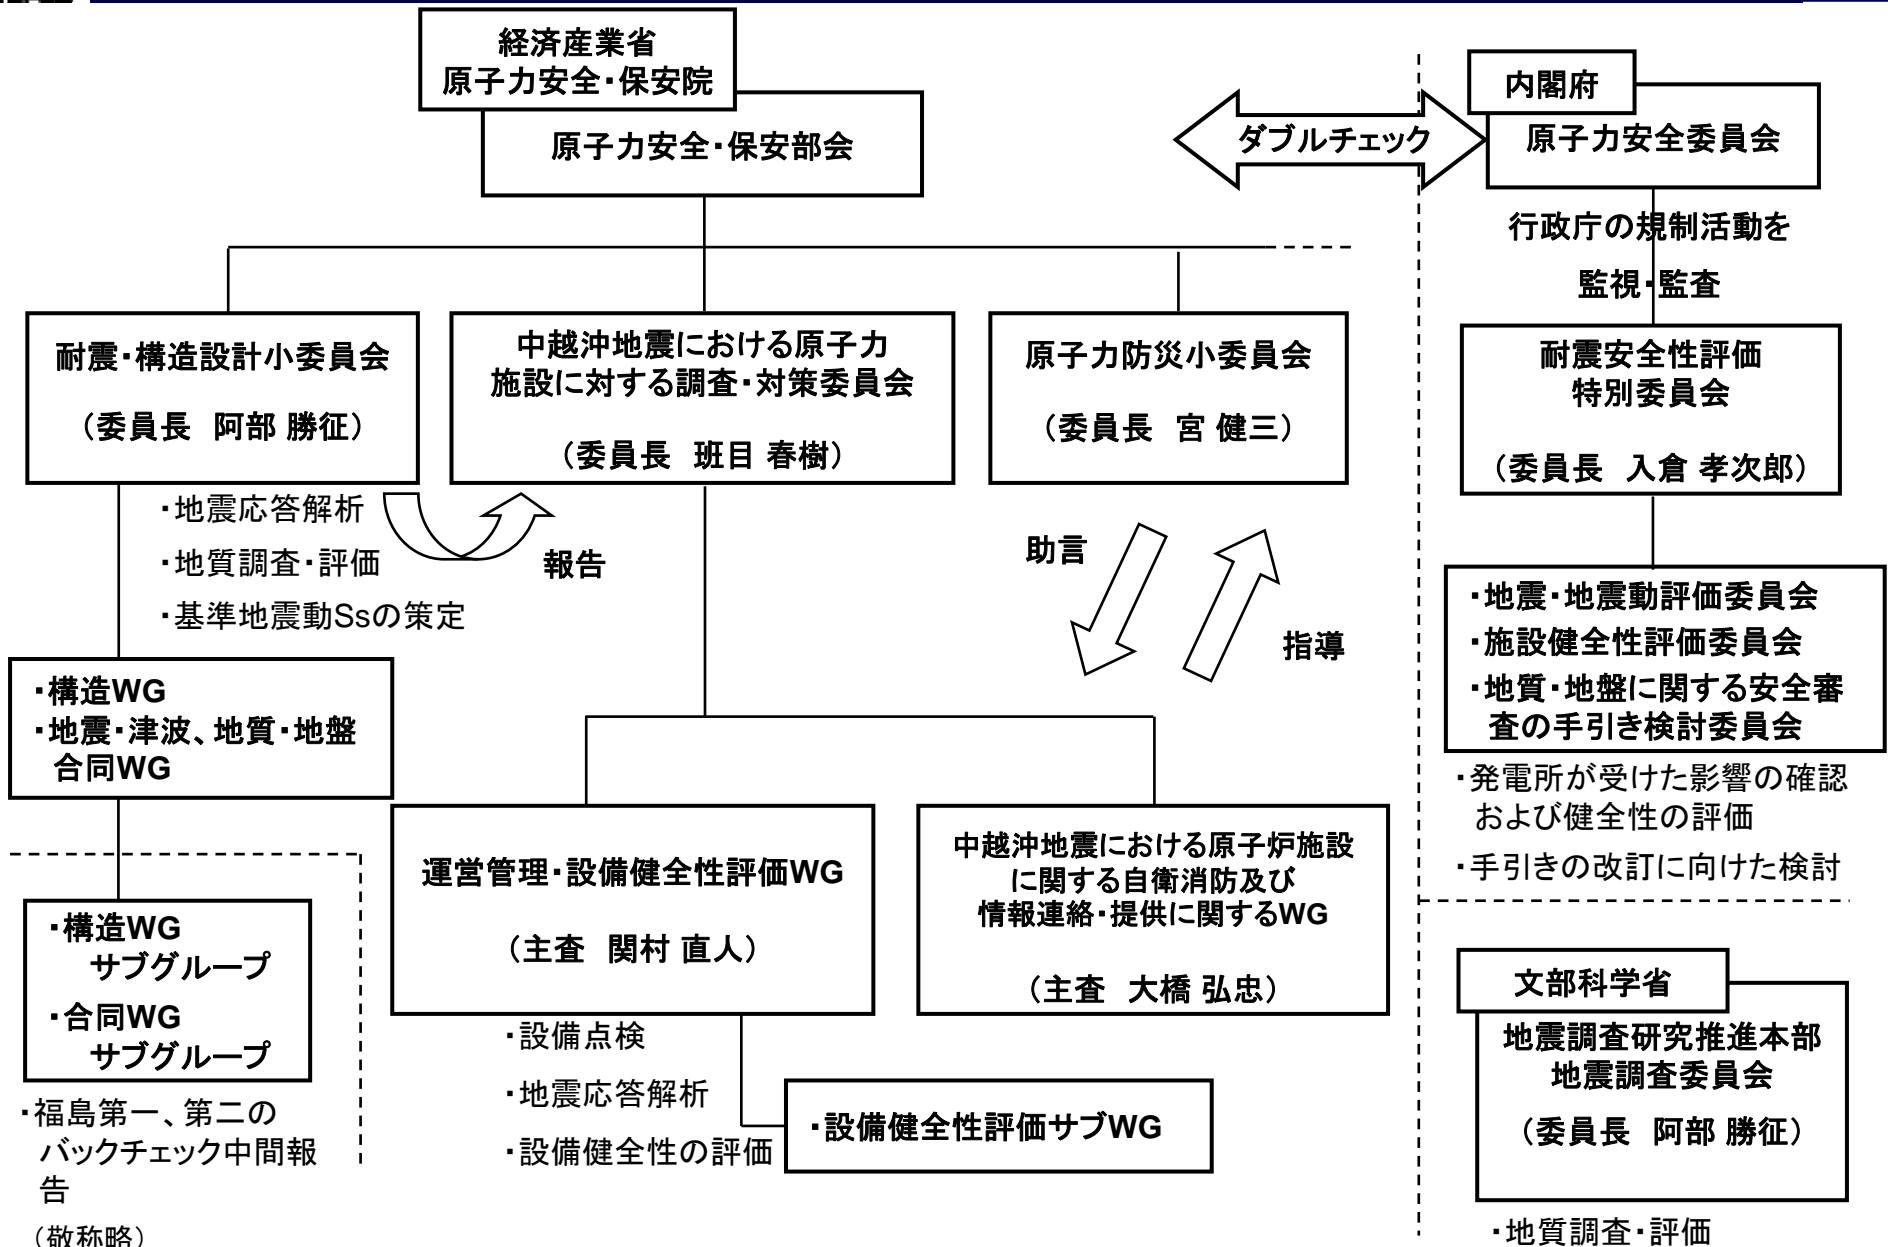 経済産業省
原子力安全・保安院
原子力安全・保安部会
ダブルチェック
内閣府
原子力安全委員会
行政庁の規制活動を
監視・監査
耐震・構造設計小委員会
（委員長　阿部 勝征）
中越沖地震における原子力
施設に対する調査・対策委員会
（委員長　班目 春樹）
原子力防災小委員会
（委員長　宮 健三）
耐震安全性評価
特別委員会
（委員長　入倉 孝次郎）
・地震応答解析
・地質調査・評価
・基準地震動Ssの策定
報告
助言
指導
・地震・地震動評価委員会
・施設健全性評価委員会
・地質・地盤に関する安全審
査の手引き検討委員会
・発電所が受けた影響の確認
および健全性の評価
・手引きの改訂に向けた検討
・構造WG
・地震・津波、地質・地盤
合同WG
・構造WG
サブグループ
・合同WG
サブグループ
・福島第一、第二の
バックチェック中間報
告
（敬称略）
運営管理・設備健全性評価WG
（主査　関村 直人）
・設備点検
・地震応答解析
・設備健全性の評価
・設備健全性評価サブWG
中越沖地震における原子炉施設
に関する自衛消防及び
情報連絡・提供に関するWG
（主査　大橋 弘忠）
文部科学省
地震調査研究推進本部
地震調査委員会
（委員長　阿部 勝征）
・地質調査・評価